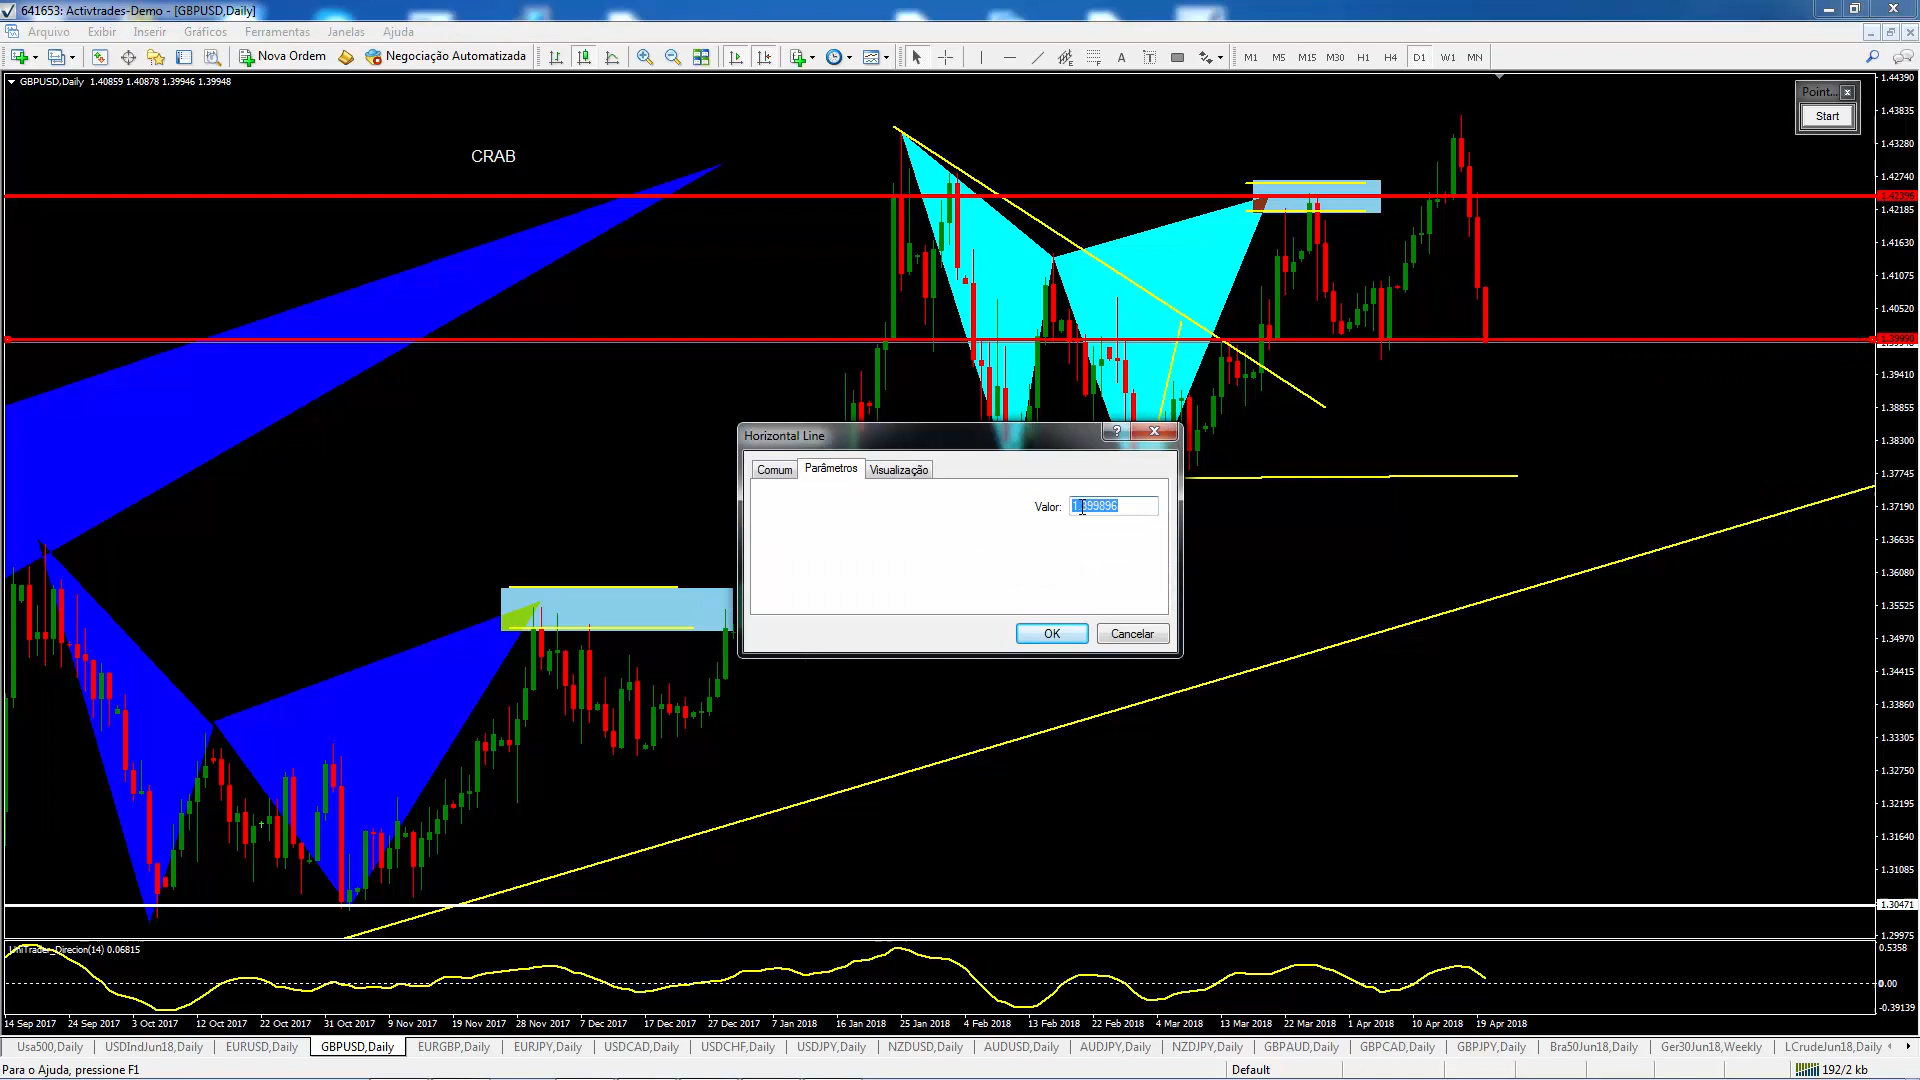 641653: Activtrades-Demo - [GBPUSD,Daily]
Arquivo Exibir Inserir Gráficos Ferramentas Janelas Ajuda
Nova Ordem Negociação Automatizada A T M1 M5 M15 M30 H1 H4 D1 W1 MN
GBPUSD,Daily 1.40859 1.40878 1.39946 1.39948
Point...
Start
CRAB
1.44390
1.43835
1.43280
1.42740
1.42185
1.41630
1.41075
1.40520
1.39990
1.39410
1.38855
1.38300
1.37745
1.37190
1.36635
1.36080
1.35525
1.34970
1.34415
1.33860
1.33305
1.32750
1.32195
1.31640
1.31085
1.30471
1.29975
Horizontal Line
Comum Parâmetros Visualização
Valor: 1.399896
OK Cancelar
UniTrader_Direcion(14) 0.06815
0.5358
0.00
-0.39139
14 Sep 2017 24 Sep 2017 3 Oct 2017 12 Oct 2017 22 Oct 2017 31 Oct 2017 9 Nov 2017 19 Nov 2017 28 Nov 2017 7 Dec 2017 17 Dec 2017 27 Dec 2017 7 Jan 2018 16 Jan 2018 25 Jan 2018 4 Feb 2018 13 Feb 2018 22 Feb 2018 4 Mar 2018 13 Mar 2018 22 Mar 2018 1 Apr 2018 10 Apr 2018 19 Apr 2018
Usa500,Daily USDIndJun18,Daily EURUSD,Daily GBPUSD,Daily EURGBP,Daily EURJPY,Daily USDCAD,Daily USDCHF,Daily USDJPY,Daily NZDUSD,Daily AUDUSD,Daily AUDJPY,Daily NZDJPY,Daily GBPAUD,Daily GBPCAD,Daily GBPJPY,Daily Bra50Jun18,Daily Ger30Jun18,Weekly LCrudeJun18,Daily
Para o Ajuda, pressione F1 Default 192/2 kb